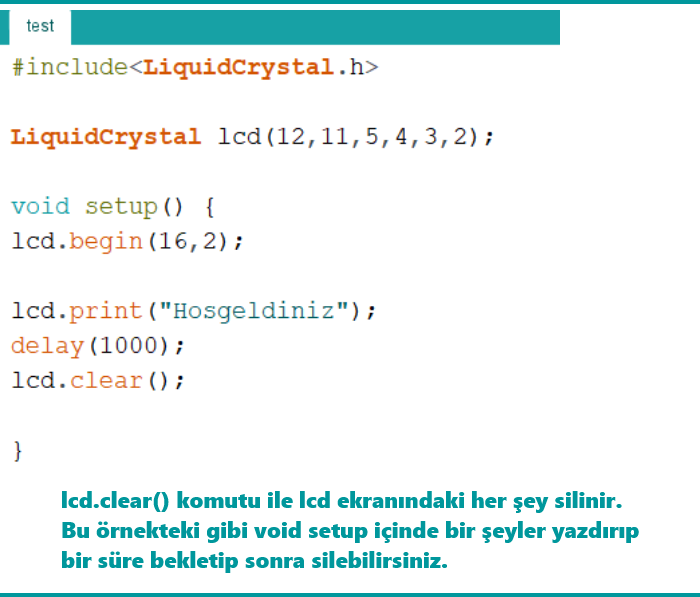 test
#include<LiquidCrystal.h>
LiquidCrystal lcd(12,11,5,4,3,2);
void setup() {
lcd.begin(16,2);
lcd.print("Hosgeldiniz");
delay(1000);
lcd.clear();
}
lcd.clear() komutu ile lcd ekranındaki her şey silinir.
Bu örnekteki gibi void setup içinde bir şeyler yazdırıp
bir süre bekletip sonra silebilirsiniz.